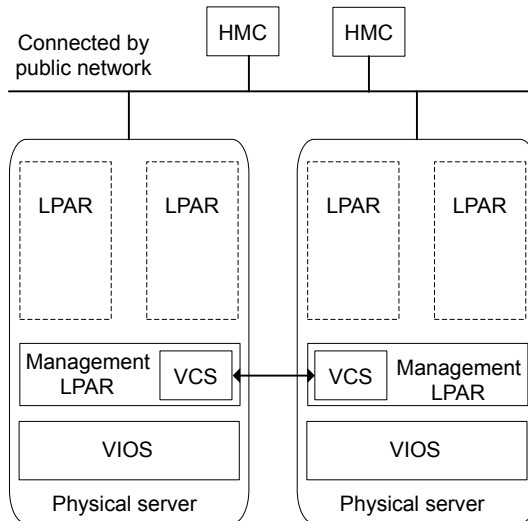 HMC
HMC
Connected by
public network
LPAR
LPAR
LPAR
LPAR
Management
LPAR
VCS
VCS
Management
LPAR
VIOS
VIOS
Physical server
Physical server